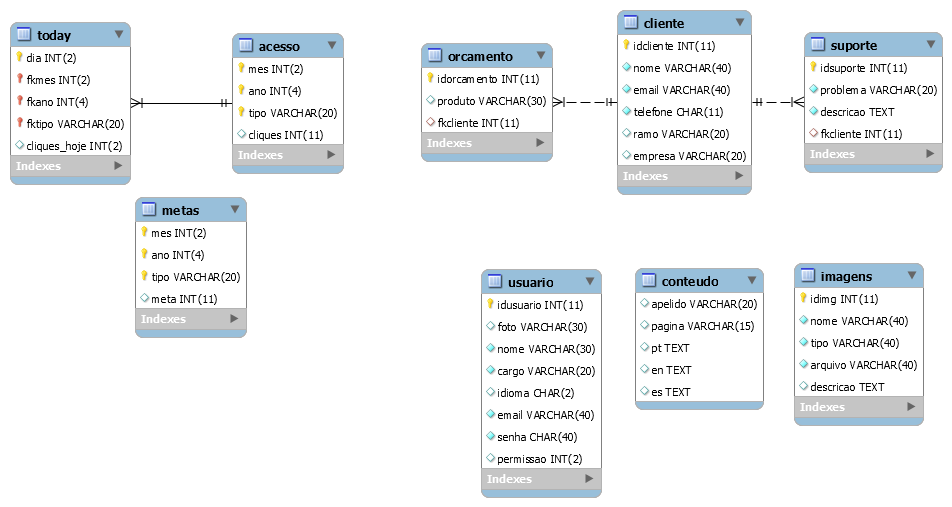 today
dia INT(2)
fkmes INT(2)
fkano INT(4)
fktipo VARCHAR(20)
cliques_hoje INT(2)
Indexes
acesso
mes INT(2)
ano INT(4)
tipo VARCHAR(20)
cliques INT(11)
Indexes
orcamento
idorcamento INT(11)
produto VARCHAR(30)
fkcliente INT(11)
Indexes
cliente
idcliente INT(11)
nome VARCHAR(40)
email VARCHAR(40)
telefone CHAR(11)
ramo VARCHAR(20)
empresa VARCHAR(20)
Indexes
suporte
idsuporte INT(11)
problema VARCHAR(20)
descricao TEXT
fkcliente INT(11)
Indexes
metas
mes INT(2)
ano INT(4)
tipo VARCHAR(20)
meta INT(11)
Indexes
usuario
idusuario INT(11)
foto VARCHAR(30)
nome VARCHAR(30)
cargo VARCHAR(20)
idioma CHAR(2)
email VARCHAR(40)
senha CHAR(40)
permissao INT(2)
Indexes
conteudo
apelido VARCHAR(20)
pagina VARCHAR(15)
pt TEXT
en TEXT
es TEXT
imagens
idimg INT(11)
nome VARCHAR(40)
tipo VARCHAR(40)
arquivo VARCHAR(40)
descricao TEXT
Indexes